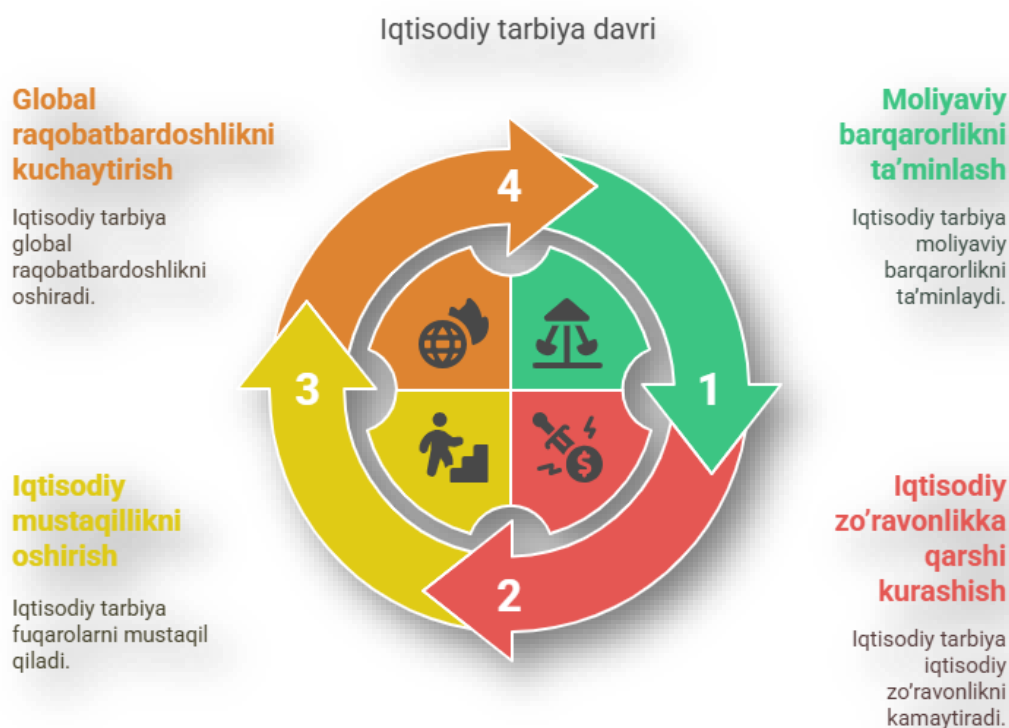 Iqtisodiy tarbiya davri
Global
raqobatbardoshlikni
kuchaytirish
Iqtisodiy tarbiya
global
raqobatbardoshlikni
oshiradi.
Moliyaviy
barqarorlikni
ta’minlash
Iqtisodiy tarbiya
moliyaviy
barqarorlikni
ta’minlaydi.
4
1
3
2
$
Iqtisodiy
mustaqillikni
oshirish
Iqtisodiy tarbiya
fuqarolarni mustaqil
qiladi.
Iqtisodiy
zo’ravonlikka
qarshi
kurashish
Iqtisodiy tarbiya
iqtisodiy
zo’ravonlikni
kamaytiradi.